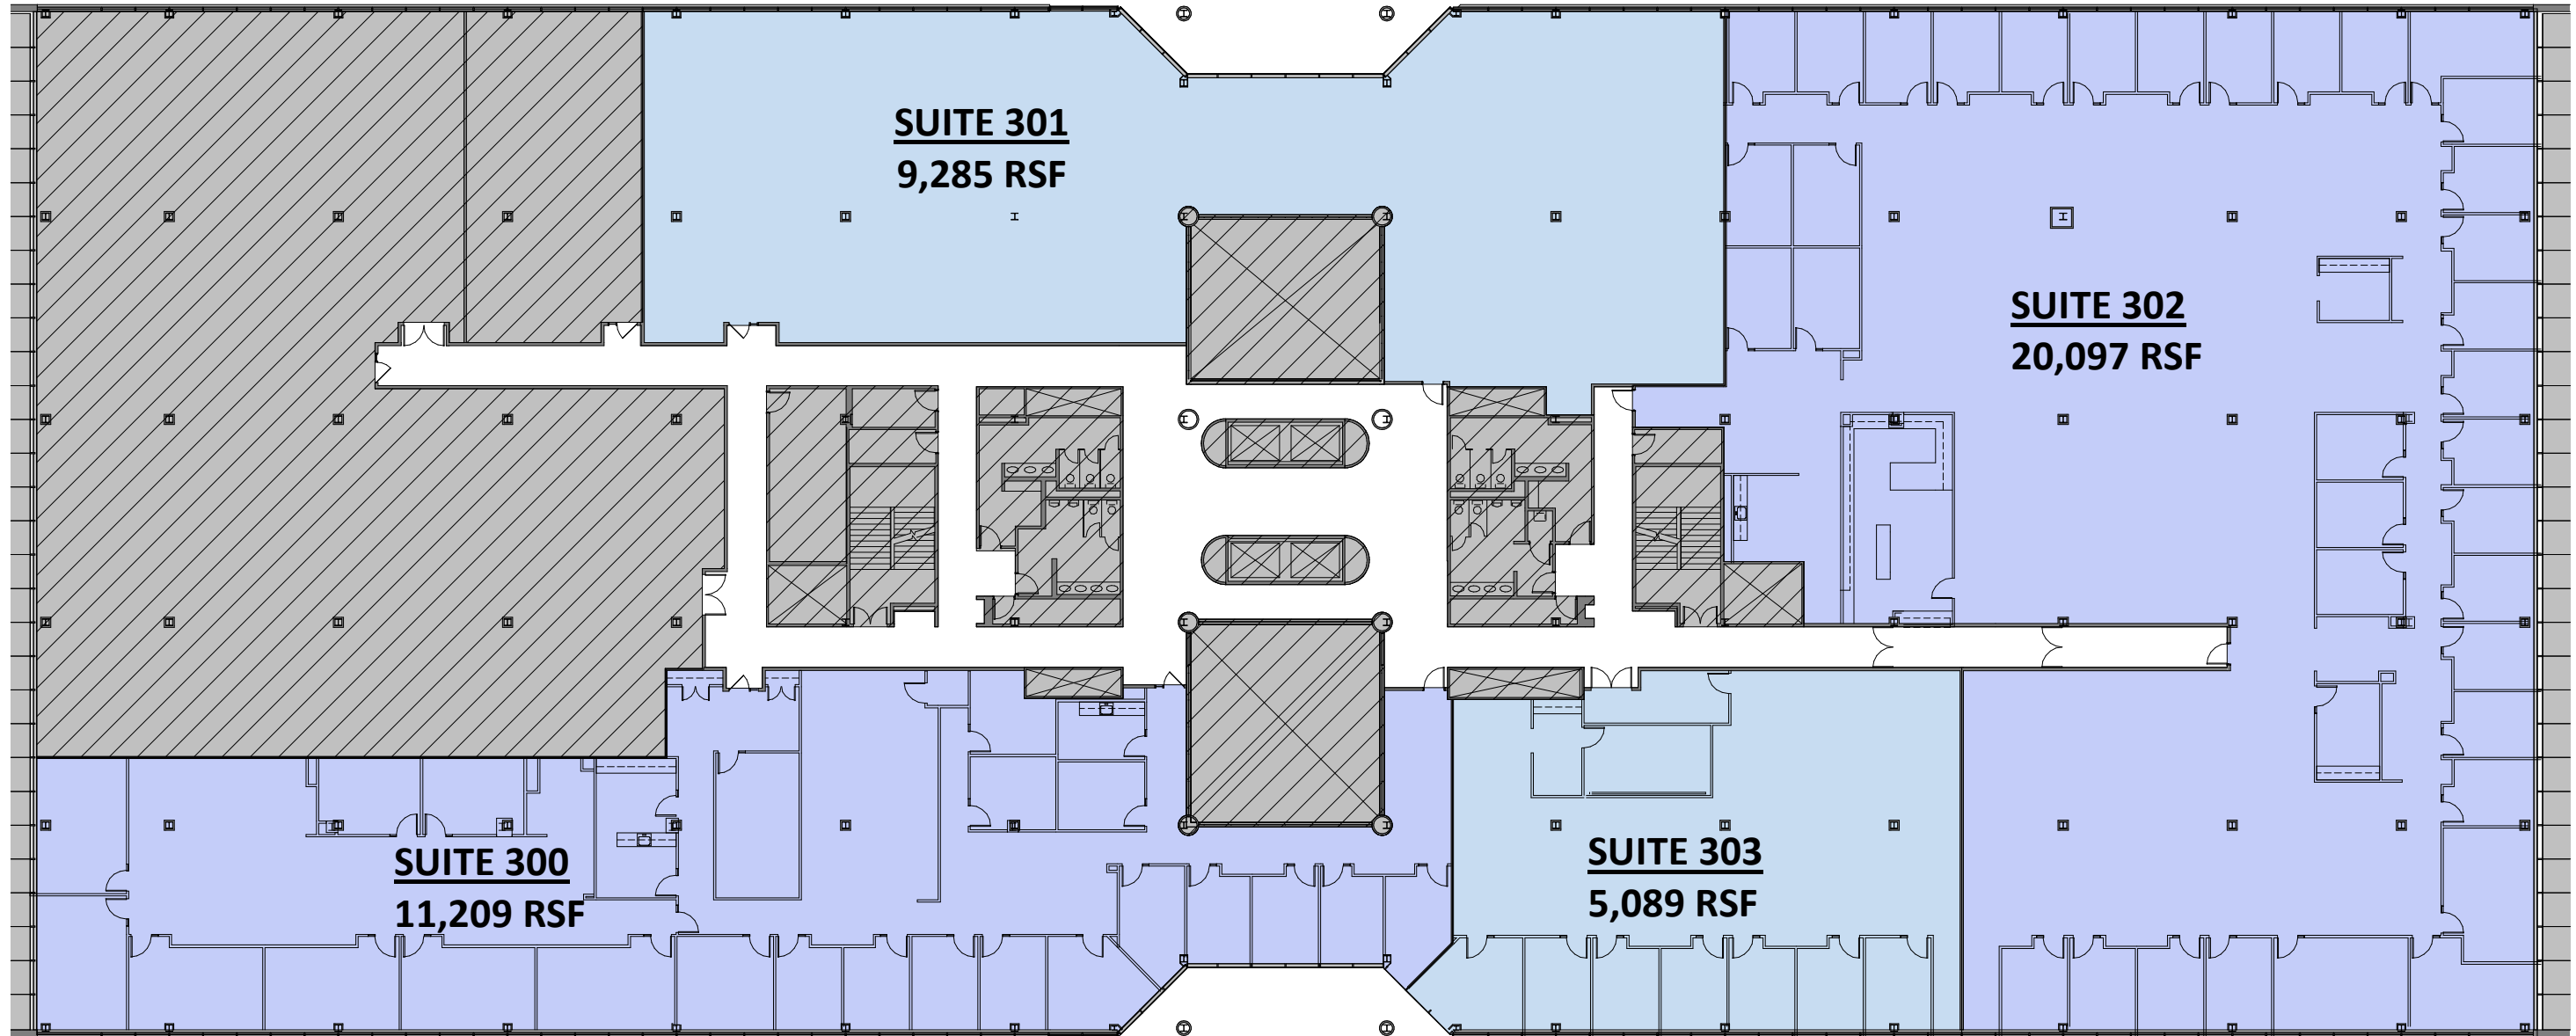 SUITE 301
9,285 RSF
SUITE 302
20,097 RSF
SUITE 300
11,209 RSF
SUITE 303
5,089 RSF